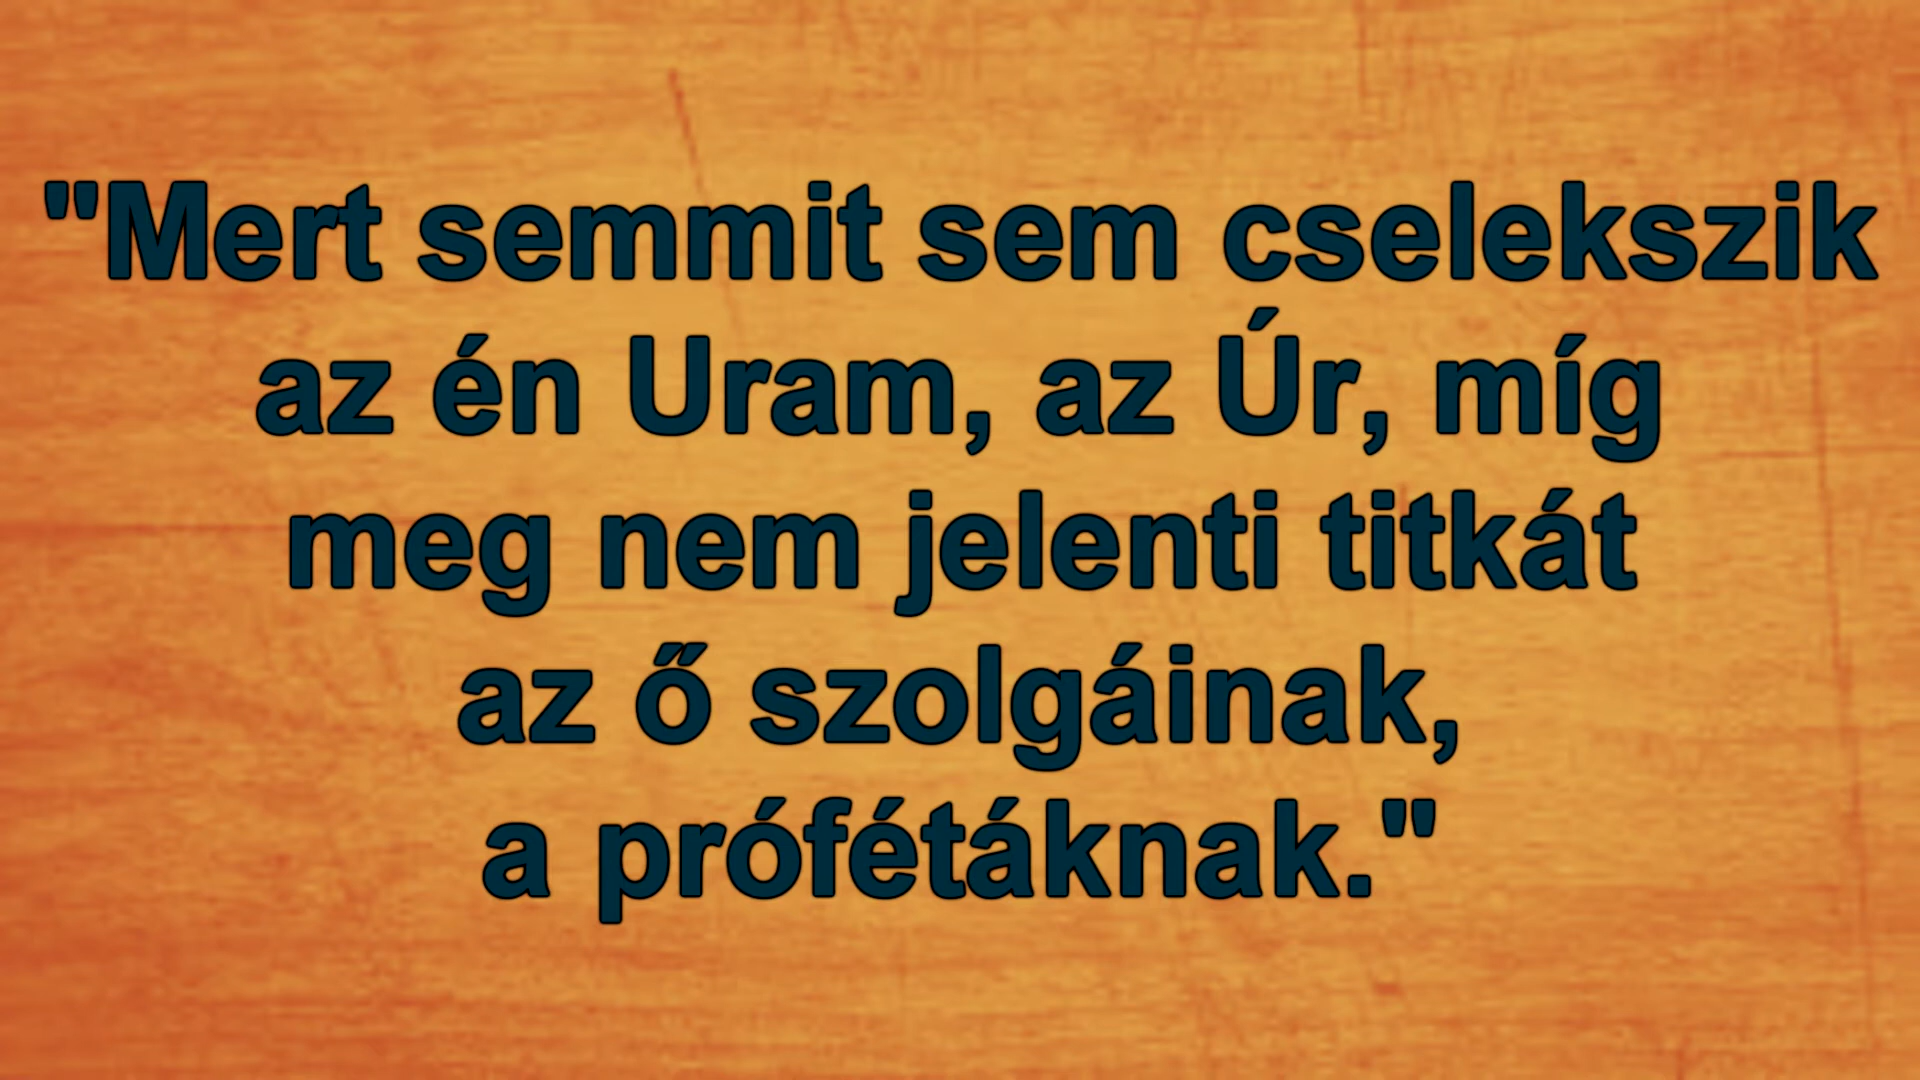 "Mert semmit sem cselekszik
az én Uram, az Úr, míg
meg nem jelenti titkát
az ő szolgáinak,
a prófétáknak."